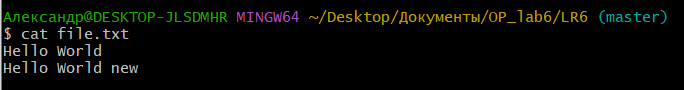 Александр@DESKTOP-JLSDMHR MINGW64 ~/Desktop/Документы/OP_lab6/LR6 (master)
$ cat file.txt
Hello World
Hello World new